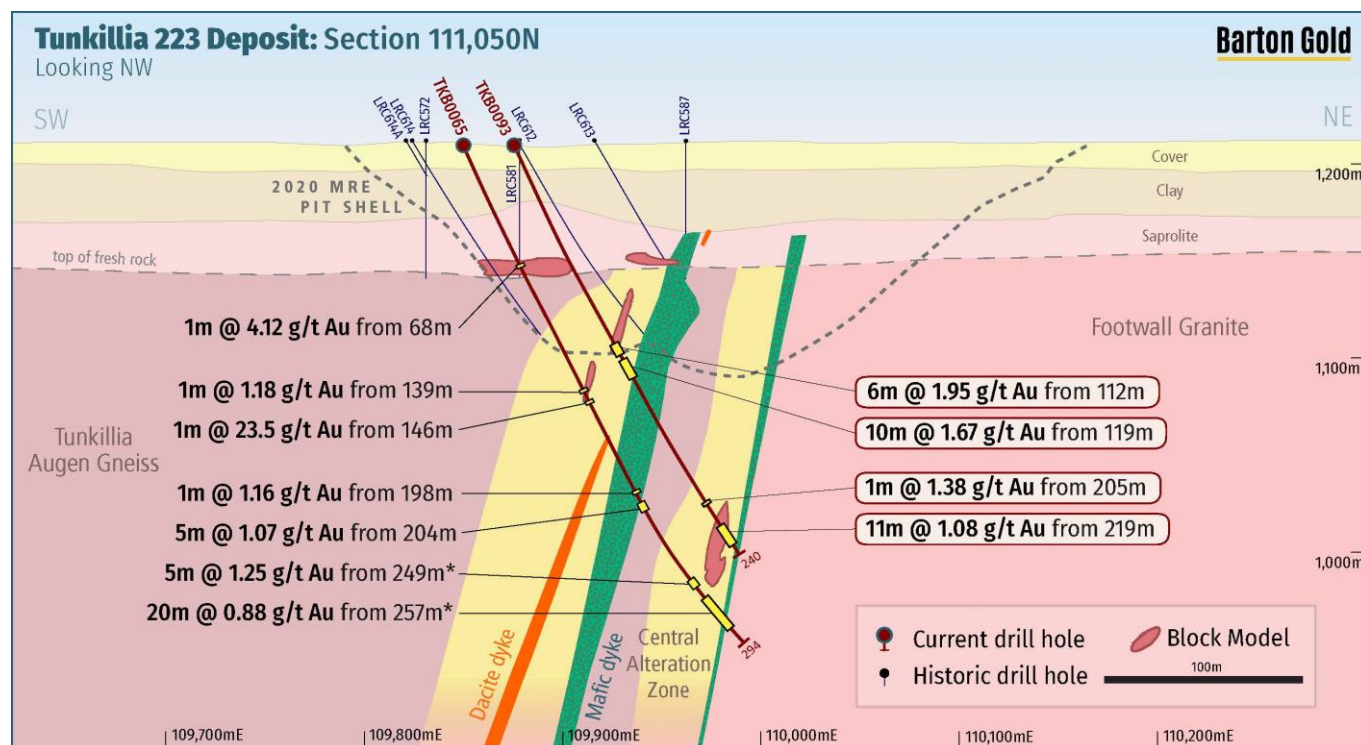 Tunkillia 223 Deposit: Section 111,050N
Looking NW
Barton Gold
SW
NE
LRC614A
LRC614
LRC572
TKB0065
TKB0093
LRC612
LRC581
LRC613
LRC587
Cover
1,200m
2020 MRE
PIT SHELL
Clay
Saprolite
top of fresh rock
1m @ 4.12 g/t Au from 68m
Footwall Granite
1,100m
1m @ 1.18 g/t Au from 139m
6m @ 1.95 g/t Au from 112m
1m @ 23.5 g/t Au from 146m
10m @ 1.67 g/t Au from 119m
Tunkillia
Augen Gneiss
1m @ 1.16 g/t Au from 198m
1m @ 1.38 g/t Au from 205m
5m @ 1.07 g/t Au from 204m
11m @ 1.08 g/t Au from 219m
240
1,000m
5m @ 1.25 g/t Au from 249m*
20m @ 0.88 g/t Au from 257m*
294
Dacite dyke
Mafic dyke
Central
Alteration
Zone
Current drill hole
Block Model
Historic drill hole
100m
109,700mE
109,800mE
109,900mE
110,000mE
110,100mE
110,200mE